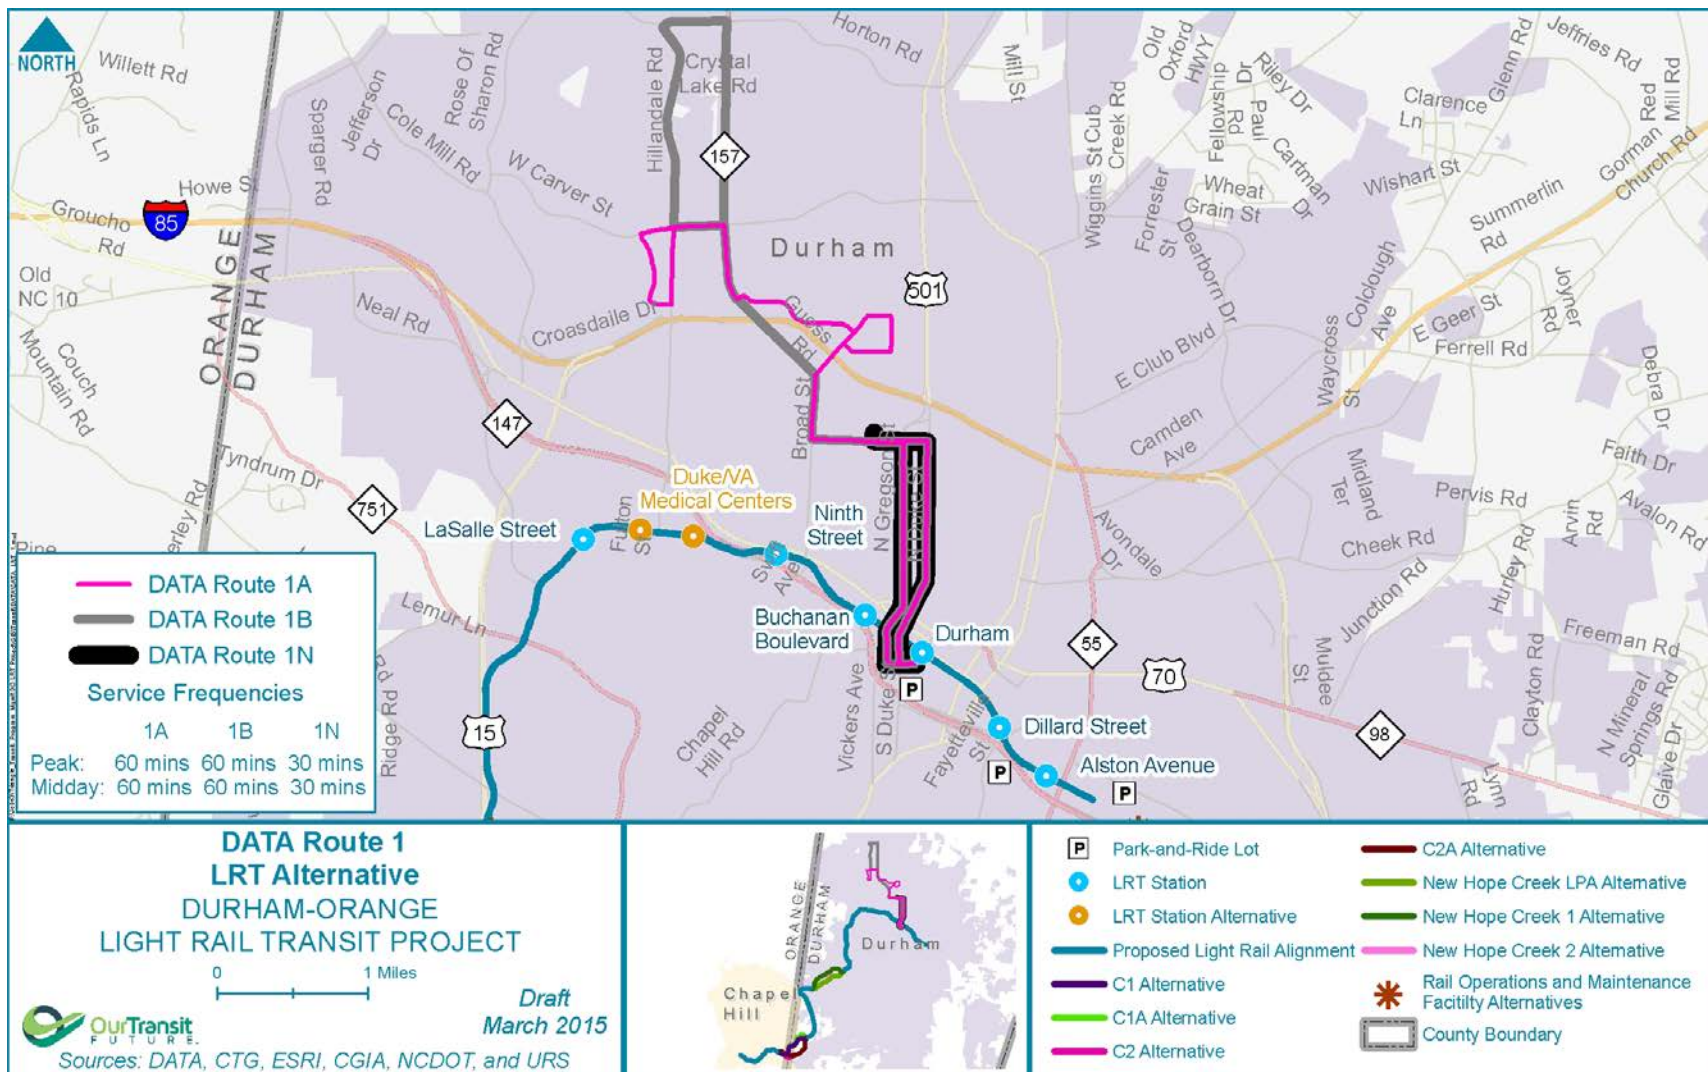 NORTH
Willett Rd
Rapids Ln
Rose Of
Sharon Rd
Jefferson
Dr
Cole Mill Rd
Sparger Rd
Howe S
Groucho
Rd
85
W Carver St
Hillandale Rd
Crystal
Lake Rd
157
Horton Rd
Mill St
Old
Oxford
HWY
Fellowship
Dr
Riley Dr
Paul
Rd
Cartman
Dr
Wheat
Grain St
Wiggins St Cub
Creek Rd
Forrester
St
Dearborn Dr
Clarence
Ln
Glenn Rd
Jeffries Rd
Red
Mill Rd
Gorman
Church Rd
Wishart St
Summerlin
Rd
Joyner
Rd
Colclough
Ave
E Geer St
Ferrell Rd
Waycross
St
Debra Dr
ORANGE
DURHAM
Old
NC 10
Couch
Mountain Rd
Neal Rd
Croasdaile Dr
Durham
501
Guess
Rd
E Club Blvd
Camden
Ave
Broad St
N Gregson St
N Duke St
147
Tyndrum Dr
751
erley Rd
Pine
Duke/VA
Medical Centers
LaSalle Street
Fulton
St
Ninth
Street
Sw
Ave
Avondale
Dr
Midland
Ter
Pervis Rd
Faith Dr
Avalon Rd
Arvin
Rd
Cheek Rd
Hurley Rd
Junction Rd
Freeman Rd
Lemur Ln
Buchanan
Boulevard
Durham
55
70
St
Muldee
Clayton Rd
N Mineral
Springs Rd
Glaive Dr
98
Lynn
Rd
Rd
Ridge Rd
15
Chapel
Hill Rd
Vickers Ave
S Duke S
P
Fayetteville
St
Dillard Street
P
Alston Avenue
P
DATA Route 1A
DATA Route 1B
DATA Route 1N
Service Frequencies
1A 1B 1N
Peak: 60 mins 60 mins 30 mins
Midday: 60 mins 60 mins 30 mins
DATA Route 1
LRT Alternative
DURHAM-ORANGE
LIGHT RAIL TRANSIT PROJECT
0 1 Miles
Draft
March 2015
OurTransit
FUTURE
Sources: DATA, CTG, ESRI, CGIA, NCDOT, and URS
ORANGE
DURHAM
Durham
Chapel
Hill
P Park-and-Ride Lot
LRT Station
LRT Station Alternative
Proposed Light Rail Alignment
C1 Alternative
C1A Alternative
C2 Alternative
C2A Alternative
New Hope Creek LPA Alternative
New Hope Creek 1 Alternative
New Hope Creek 2 Alternative
Rail Operations and Maintenance
Facitlity Alternatives
County Boundary